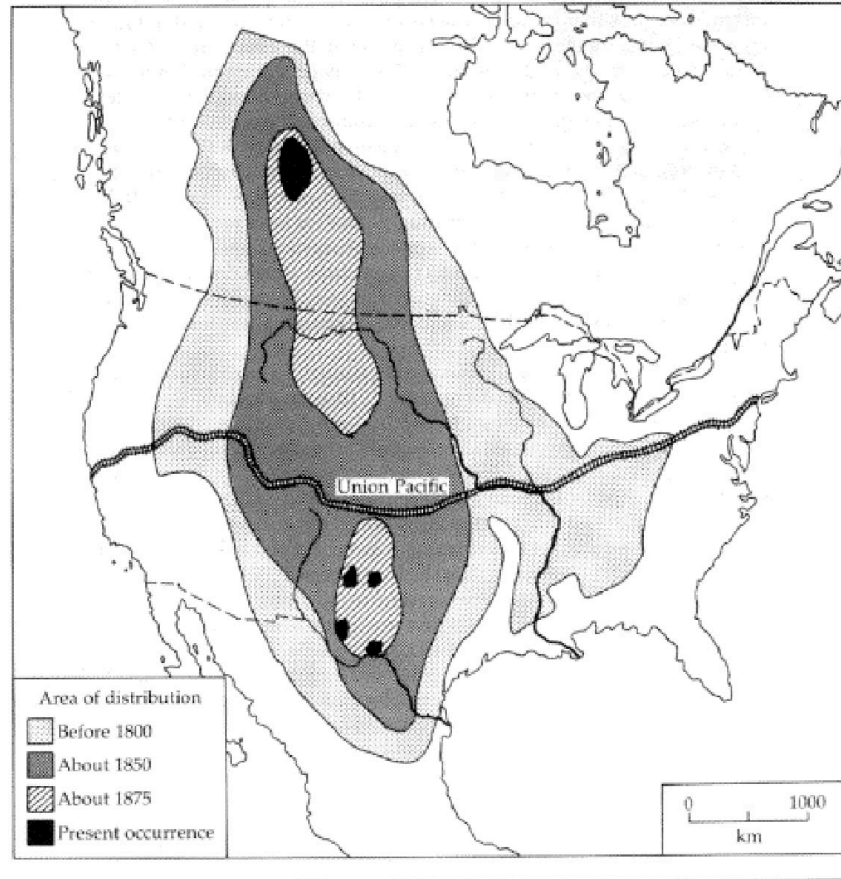 Union Pacific
Area of distribution
Before 1800
About 1850
About 1875
Present occurrence
0 1000
km